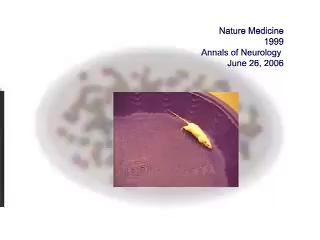 Nature Medicine
1999
Annals of Neurology
June 26, 2006